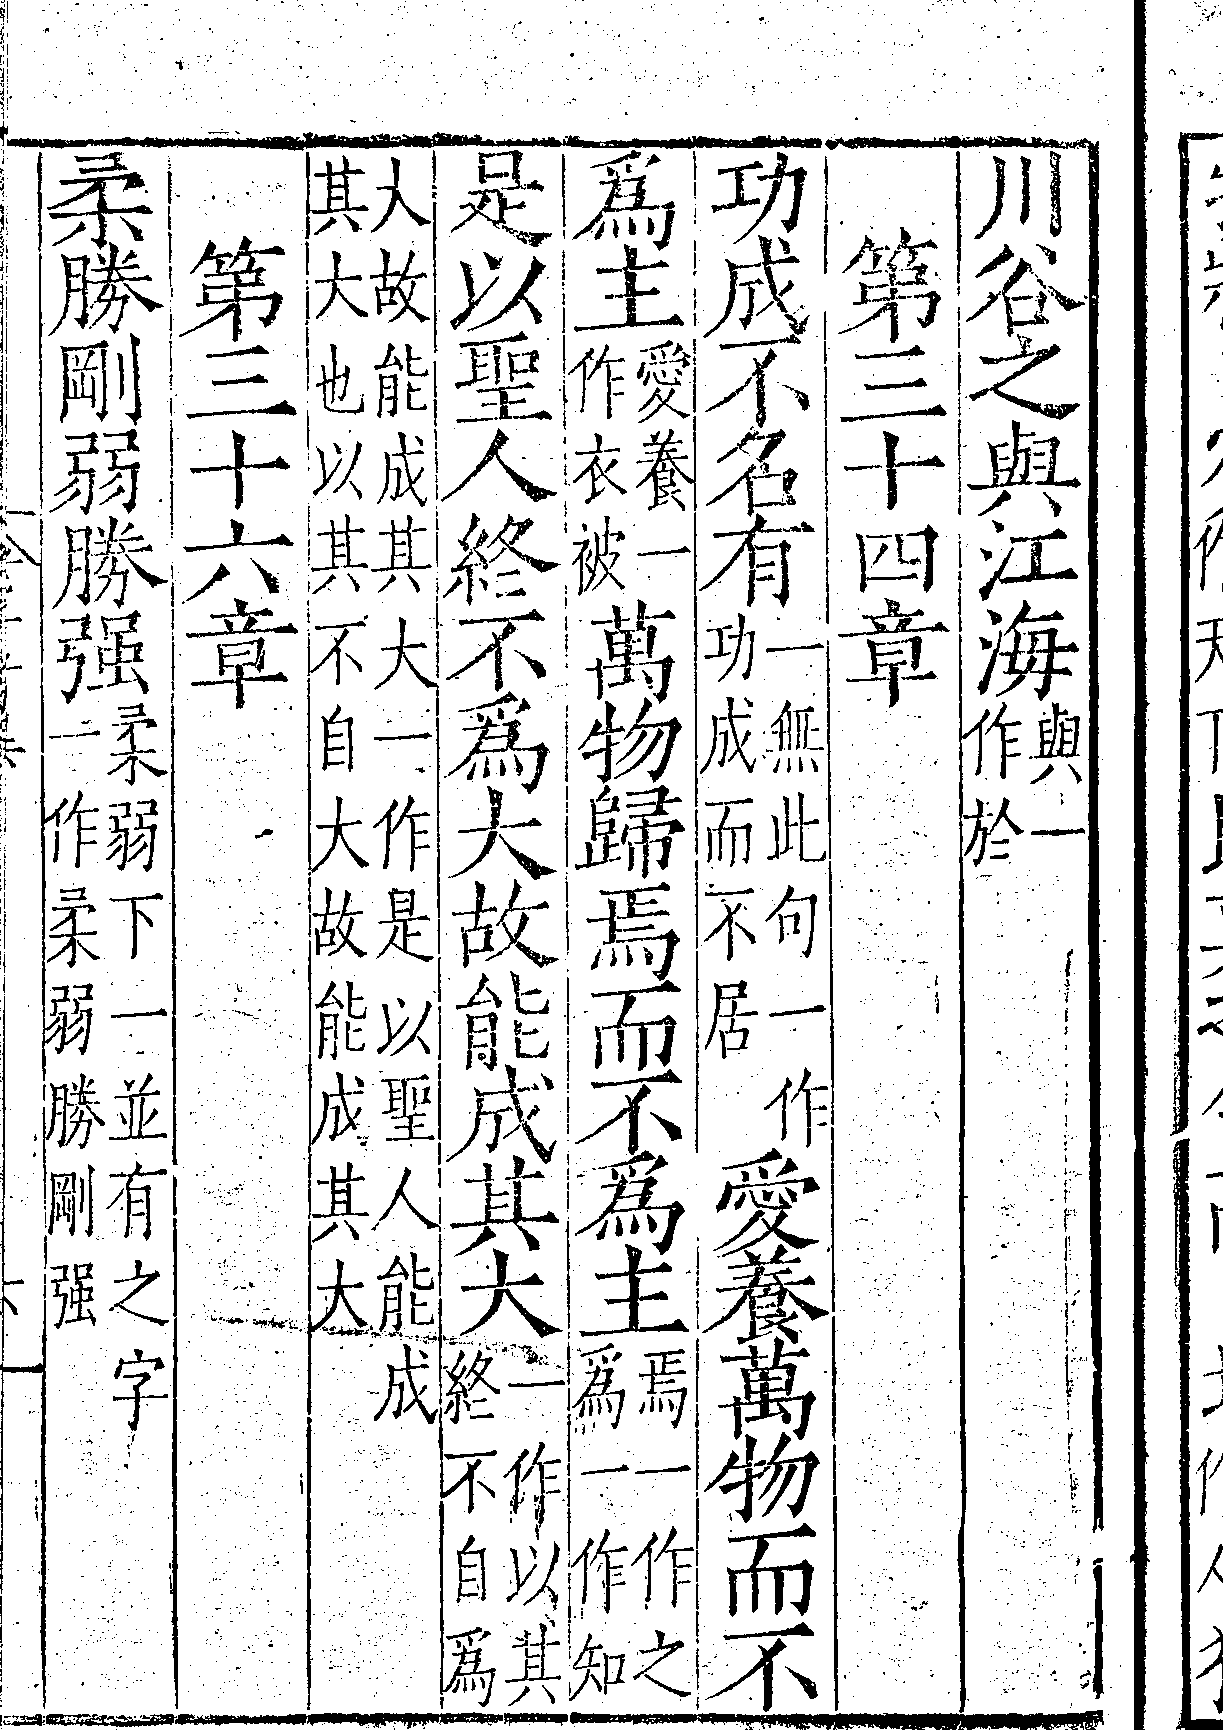 川谷之與江海與一作於
第三十四章
功成不名有一無此句一作功成而不居愛養萬物而不
爲主愛養一作衣被萬物歸焉而不爲主焉一作之爲一作知
是以聖人終不爲大故能成其大一作以其終不自爲
人故能成其大一作是以聖人能成其大也以其不自大故能成其大
第三十六章
柔勝剛弱勝强柔弱下一並有之字一作柔弱勝剛强